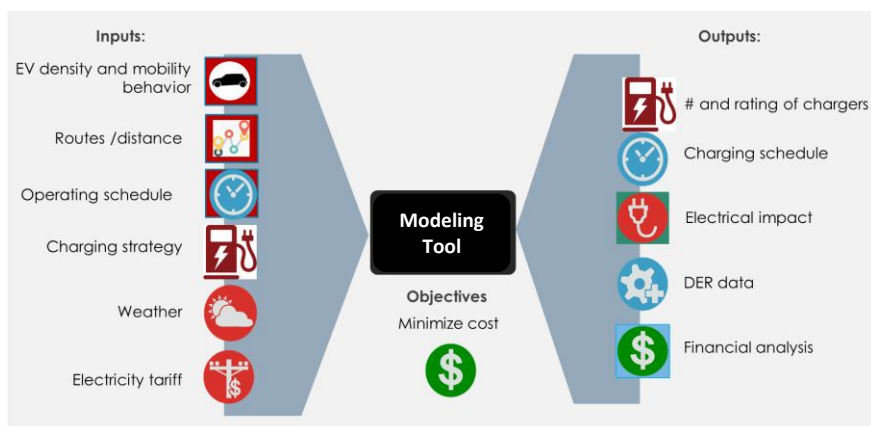 Inputs:
EV density and mobility
behavior
Routes /distance
Operating schedule
Charging strategy
Weather
Electricity tariff
Modeling
Tool
Objectives
Minimize cost
$
Outputs:
# and rating of chargers
Charging schedule
Electrical impact
DER data
Financial analysis
$
$